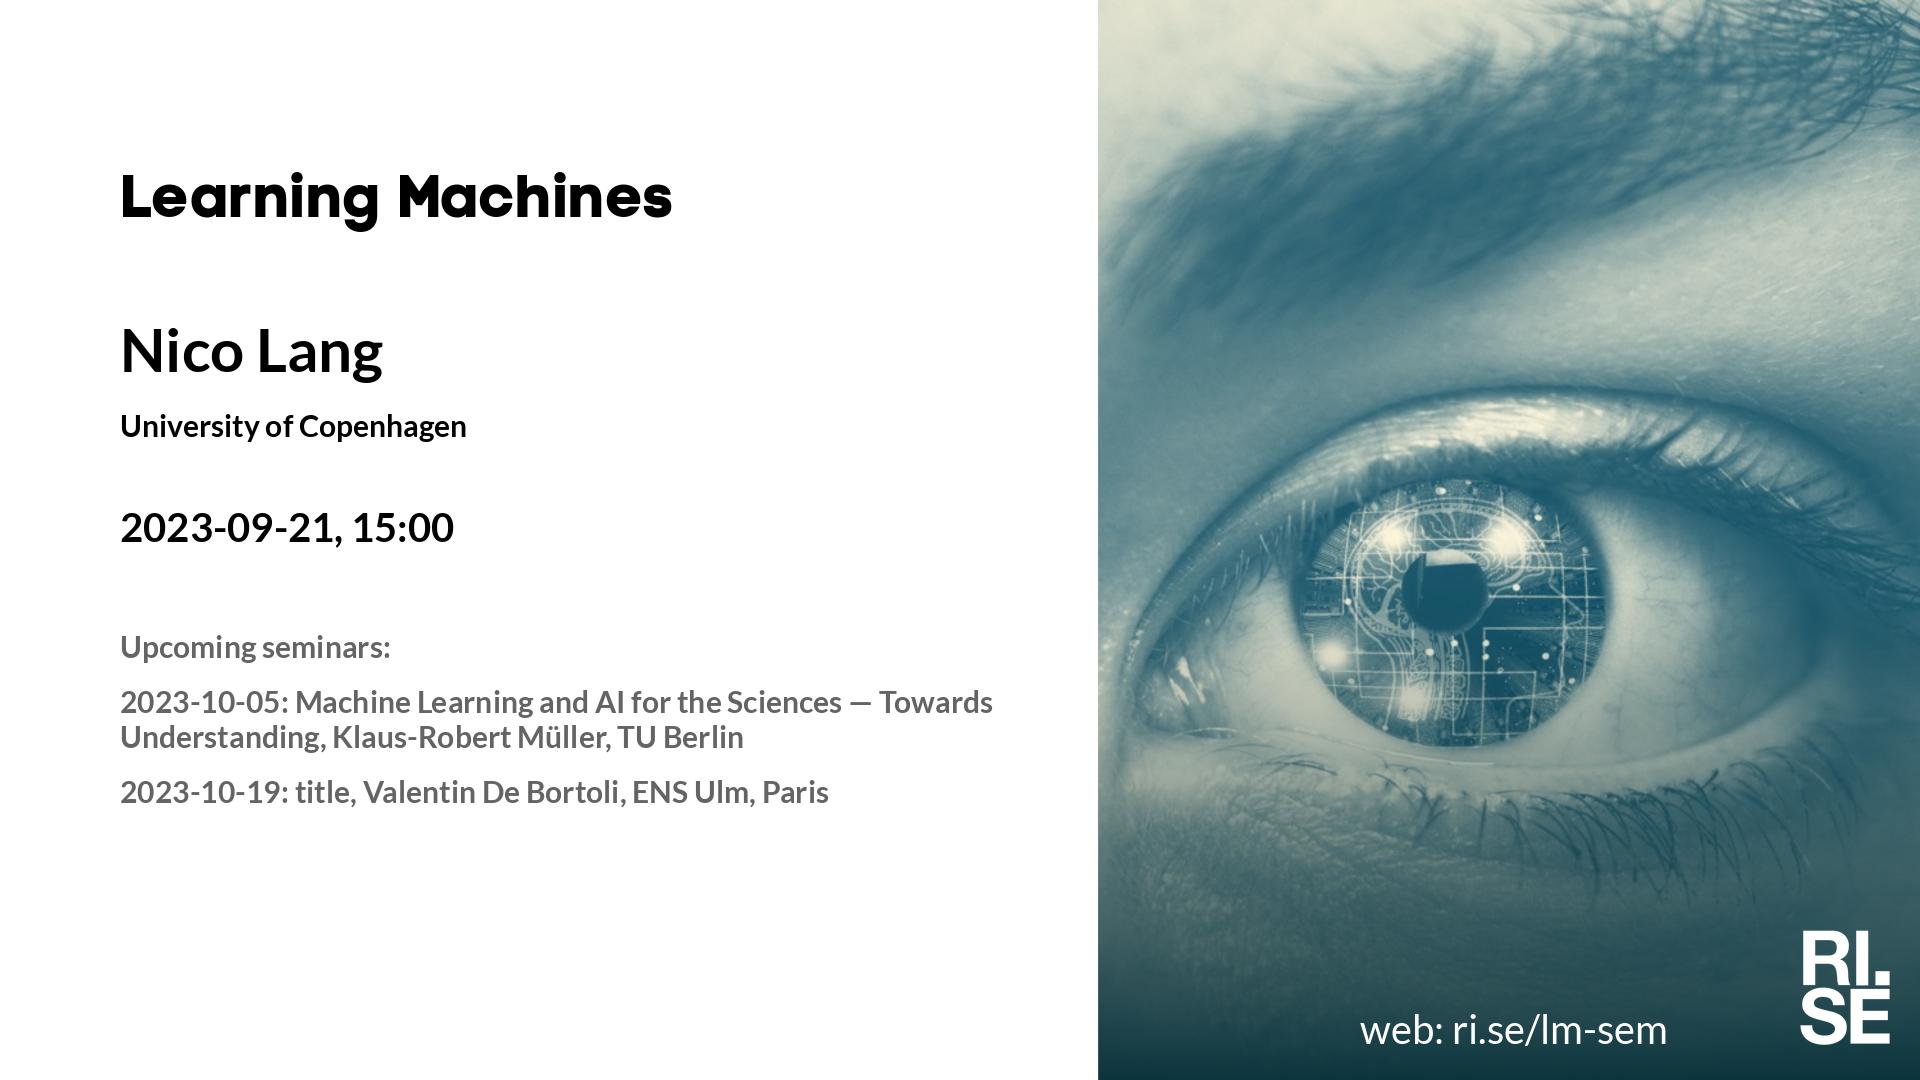 Learning Machines
Nico Lang
University of Copenhagen
2023-09-21, 15:00
Upcoming seminars:
2023-10-05: Machine Learning and AI for the Sciences — Towards
Understanding, Klaus-Robert Müller, TU Berlin
2023-10-19: title, Valentin De Bortoli, ENS Ulm, Paris
web: ri.se/lm-sem
RI.
SE